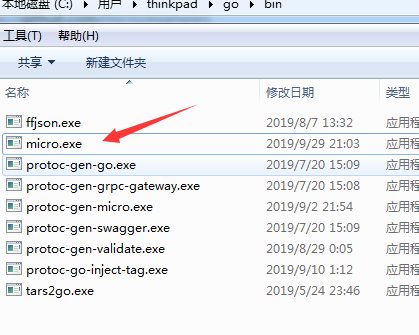 本地磁盘 (C:) ▸ 用户 ▸ thinkpad ▸ go ▸ bin
工具(T) 帮助(H)
共享 新建文件夹
名称 修改日期 类型
ffjson.exe 2019/8/7 13:32 应用程
micro.exe 2019/9/29 21:03 应用程
protoc-gen-go.exe 2019/7/20 15:09 应用程
protoc-gen-grpc-gateway.exe 2019/7/20 15:08 应用程
protoc-gen-micro.exe 2019/9/2 21:54 应用程
protoc-gen-swagger.exe 2019/7/20 15:09 应用程
protoc-gen-validate.exe 2019/8/29 0:05 应用程
protoc-go-inject-tag.exe 2019/9/10 1:12 应用程
tars2go.exe 2019/5/24 23:46 应用程